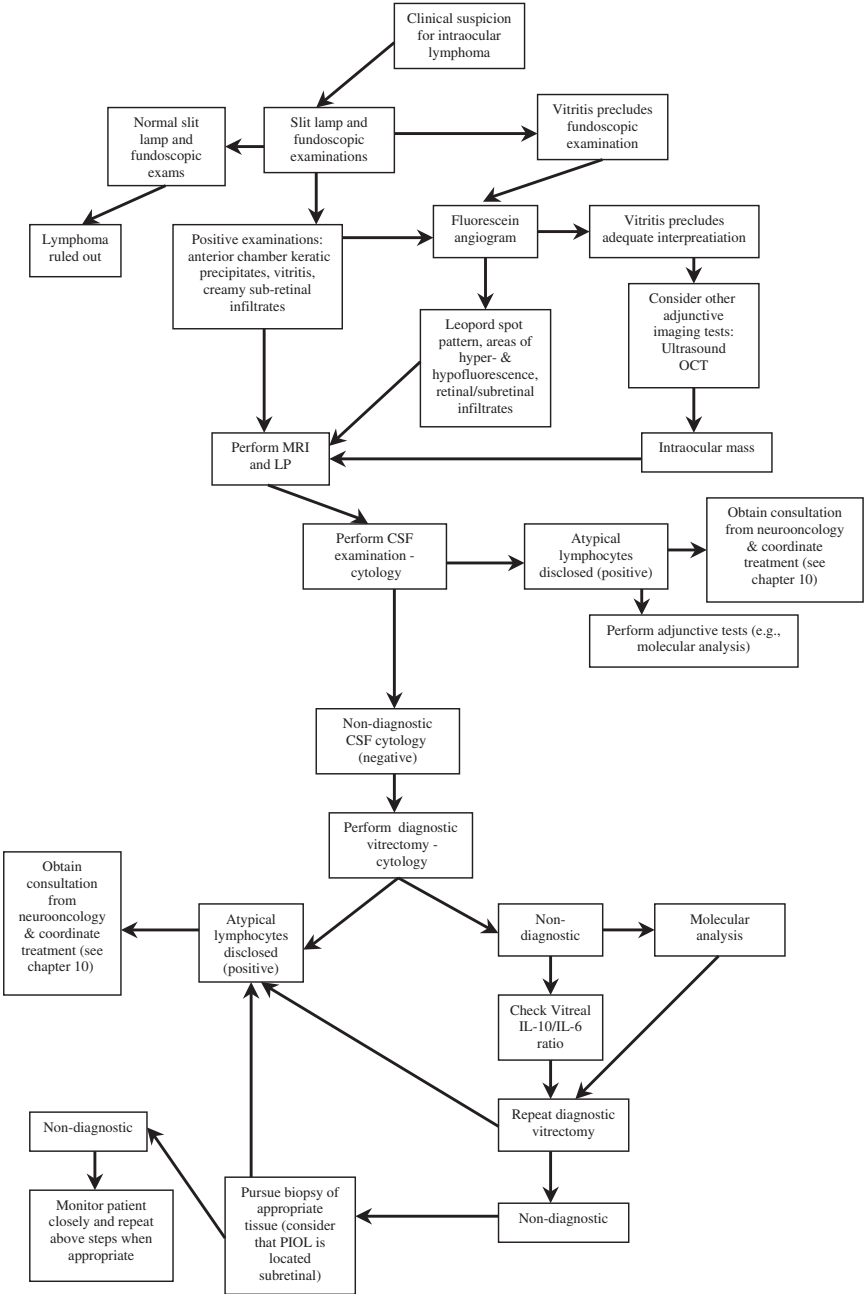 Clinical suspicion
for intraocular
lymphoma
Normal slit
lamp and
fundoscopic
exams
Slit lamp and
fundoscopic
examinations
Vitritis precludes
fundoscopic
examination
Lymphoma
ruled out
Positive examinations:
anterior chamber keratic
precipitates, vitritis,
creamy sub-retinal
infiltrates
Fluorescein
angiogram
Vitritis precludes
adequate interpreatiation
Leopord spot
pattern, areas of
hyper- &
hypofluorescence,
retinal/subretinal
infiltrates
Consider other
adjunctive
imaging tests:
Ultrasound
OCT
Perform MRI
and LP
Intraocular mass
Perform CSF
examination -
cytology
Atypical
lymphocytes
disclosed (positive)
Obtain consultation
from neurooncology
& coordinate
treatment (see
chapter 10)
Perform adjunctive tests (e.g.,
molecular analysis)
Non-diagnostic
CSF cytology
(negative)
Perform diagnostic
vitrectomy -
cytology
Obtain
consultation
from
neurooncology
& coordinate
treatment (see
chapter 10)
Atypical
lymphocytes
disclosed
(positive)
Non-
diagnostic
Molecular
analysis
Check Vitreal
IL-10/IL-6
ratio
Repeat diagnostic
vitrectomy
Non-diagnostic
Monitor patient
closely and repeat
above steps when
appropriate
Pursue biopsy of
appropriate
tissue (consider
that PIOL is
located
subretinal)
Non-diagnostic